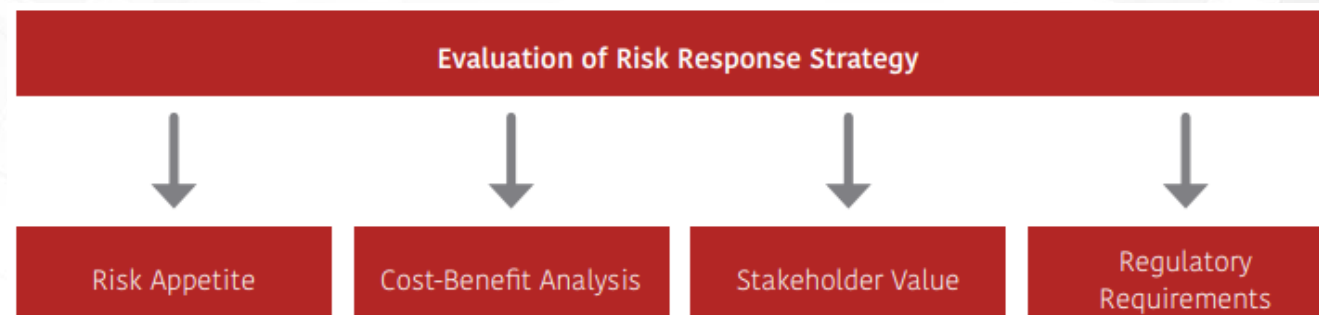 Evaluation of Risk Response Strategy
Risk Appetite
Cost-Benefit Analysis
Stakeholder Value
Regulatory
Requirements